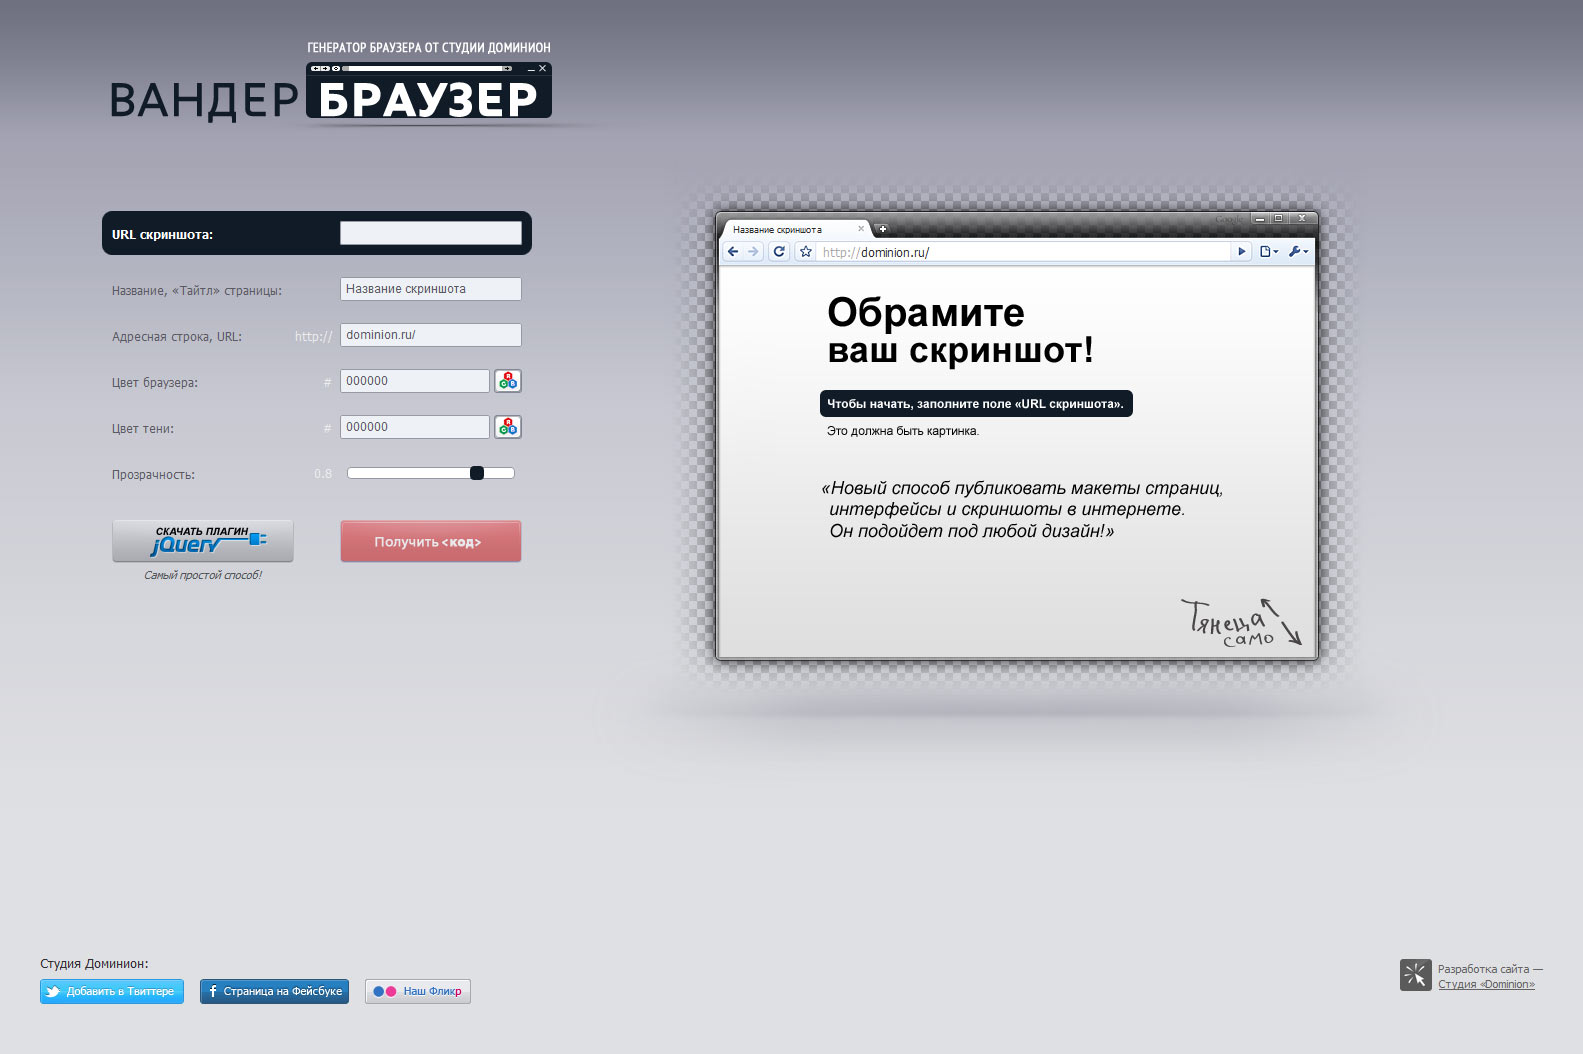 ГЕНЕРАТОР БРАУЗЕРА ОТ СТУДИИ ДОМИНИОН
ВАНДЕР БРАУЗЕР
URL скриншота:
Название, «Тайтл» страницы: Название скриншота
Адресная строка, URL: http:// dominion.ru/
Цвет браузера: # 000000
Цвет тени: # 000000
Прозрачность: 0.8
СКАЧАТЬ ПЛАГИН
jQuery
Самый простой способ!
Получить <код>
Google
Название скриншота
http://dominion.ru/
Обрамите
ваш скриншот!
Чтобы начать, заполните поле «URL скриншота».
Это должна быть картинка.
«Новый способ публиковать макеты страниц,
интерфейсы и скриншоты в интернете.
Он подойдет под любой дизайн!»
Тянеца
само
Студия Доминион:
Добавить в Твиттере
Страница на Фейсбуке
Наш Фликр
Разработка сайта —
Студия «Dominion»